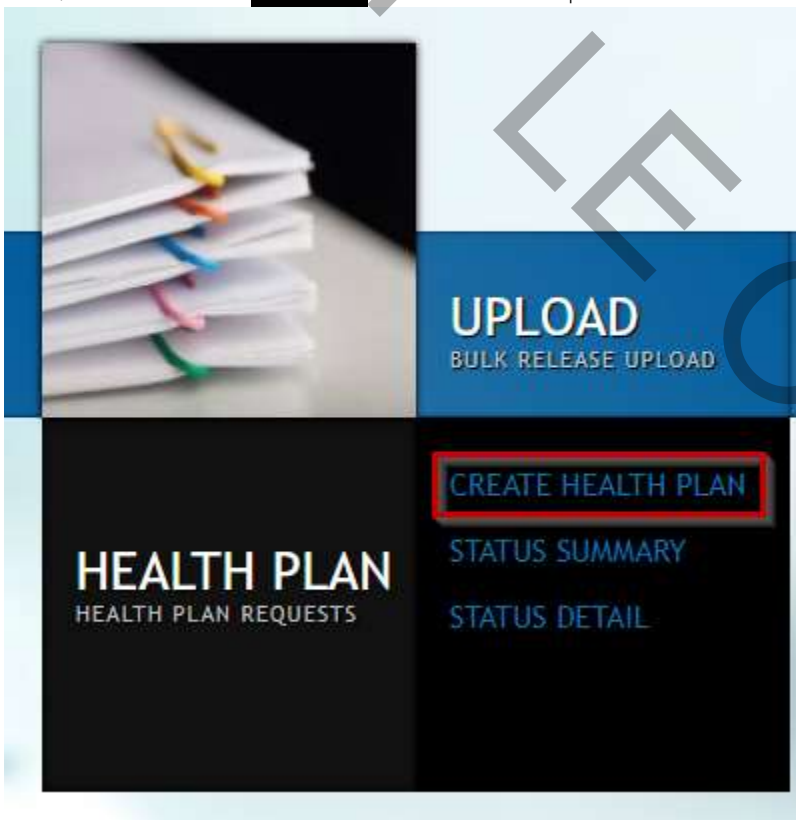 UPLOAD
BULK RELEASE UPLOAD
CREATE HEALTH PLAN
STATUS SUMMARY
STATUS DETAIL
HEALTH PLAN
HEALTH PLAN REQUESTS
L
E